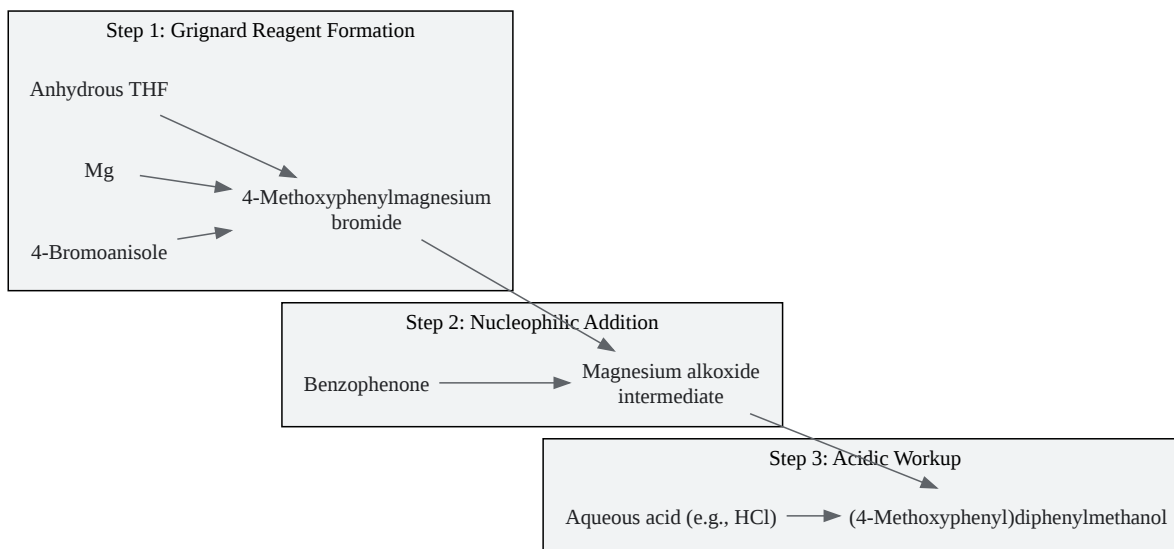 Step 1: Grignard Reagent Formation
Anhydrous THF
Mg
4-Methoxyphenylmagnesium
bromide
4-Bromoanisole
Step 2: Nucleophilic Addition
Benzophenone
Magnesium alkoxide
intermediate
Step 3: Acidic Workup
Aqueous acid (e.g., HCl)
(4-Methoxyphenyl)diphenylmethanol